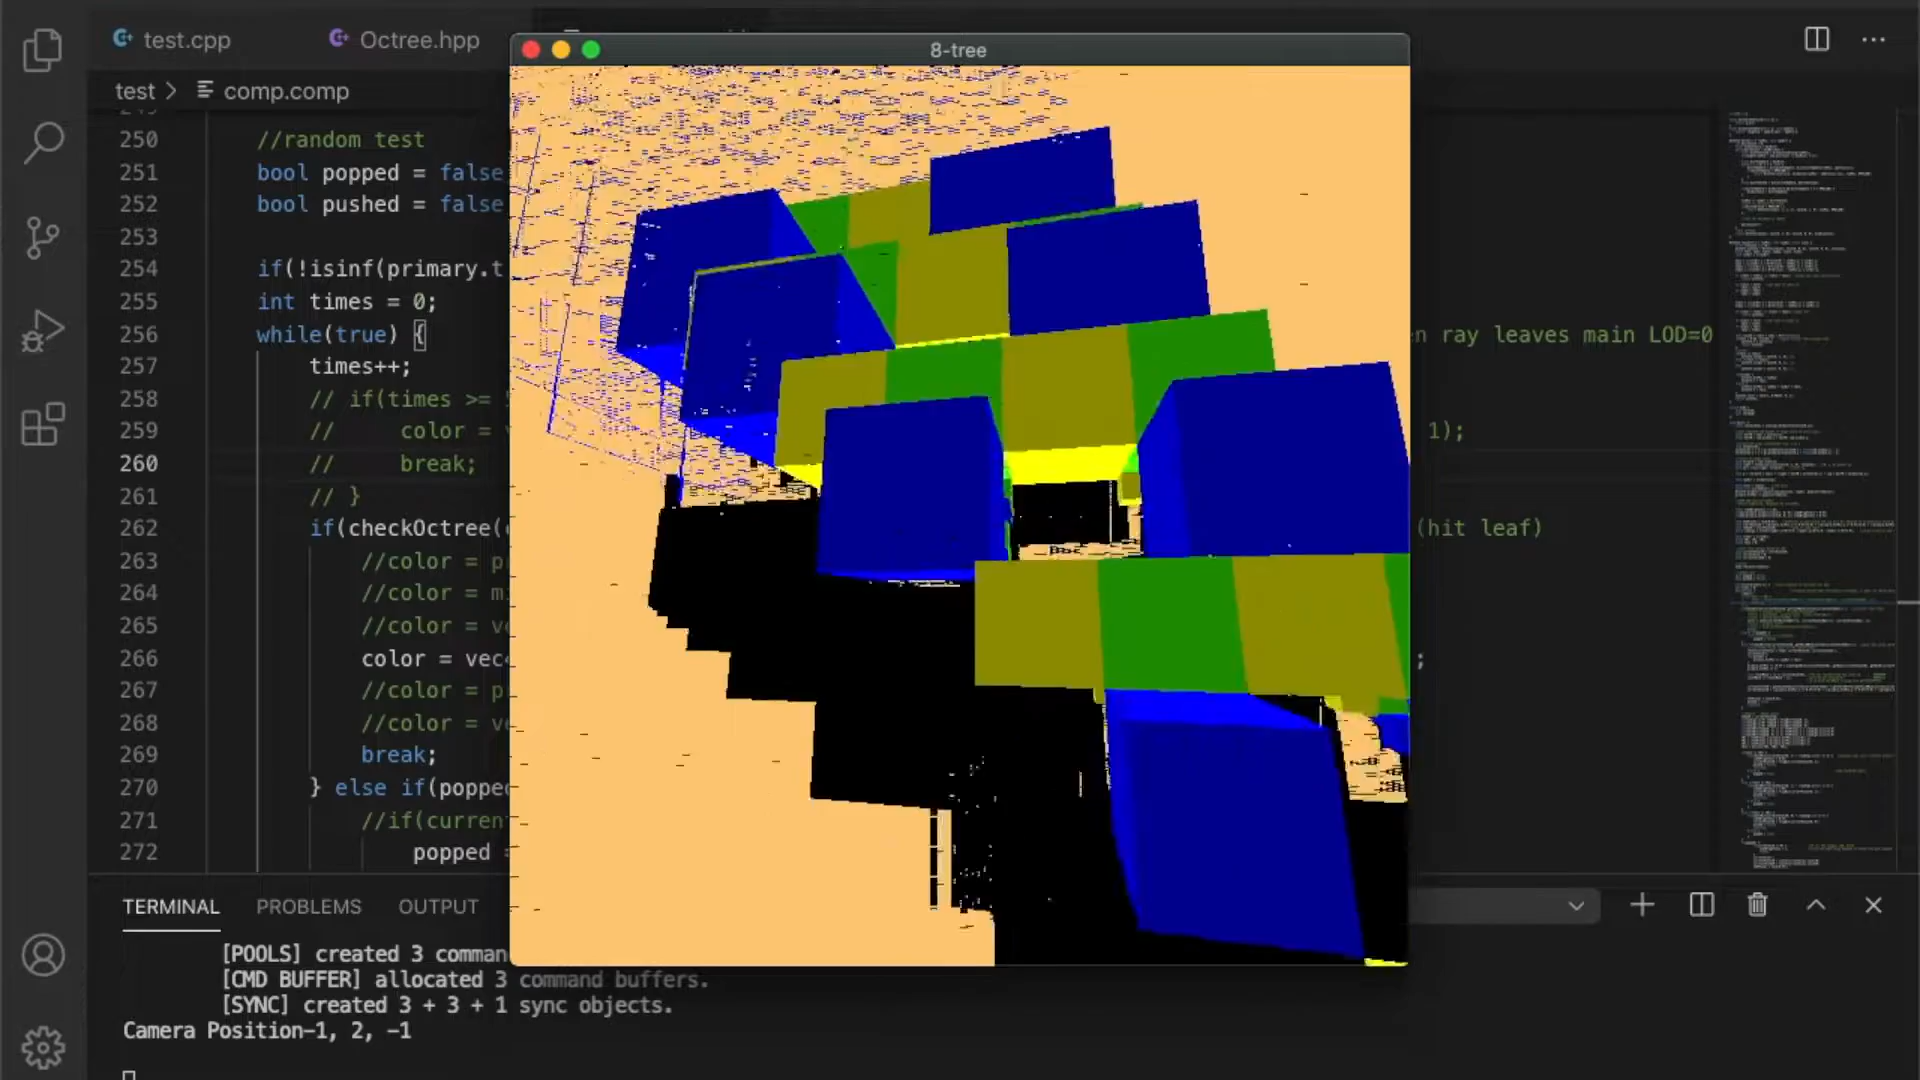 test.cpp
Octree.hpp
8-tree
test > comp.comp
250 //random test
251 bool popped = false
252 bool pushed = false
253
254 if(!isinf(primary.t
255 int times = 0;
256 while(true) { n ray leaves main LOD=0
257 times++;
258 // if(times >=
259 // color = 1);
260 // break;
261 // }
262 if(checkOctree( (hit leaf)
263 //color = p
264 //color = m
265 //color = v
266 color = vec ;
267 //color = p
268 //color = v
269 break;
270 } else if(poppe
271 //if(curren
272 popped =
TERMINAL PROBLEMS OUTPUT
[POOLS] created 3 comman
[CMD BUFFER] allocated 3 command buffers.
[SYNC] created 3 + 3 + 1 sync objects.
Camera Position-1, 2, -1